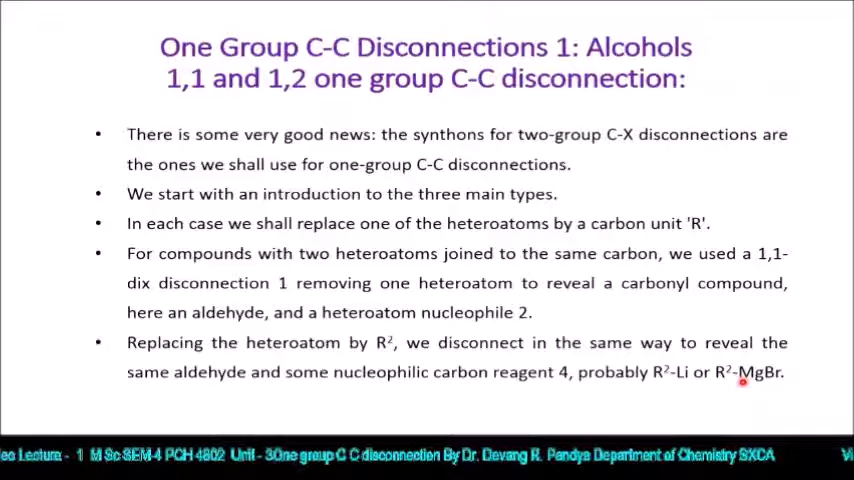 One Group C-C Disconnections 1: Alcohols
1,1 and 1,2 one group C-C disconnection:
• There is some very good news: the synthons for two-group C-X disconnections are
the ones we shall use for one-group C-C disconnections.
• We start with an introduction to the three main types.
• In each case we shall replace one of the heteroatoms by a carbon unit 'R'.
• For compounds with two heteroatoms joined to the same carbon, we used a 1,1-
dix disconnection 1 removing one heteroatom to reveal a carbonyl compound,
here an aldehyde, and a heteroatom nucleophile 2.
• Replacing the heteroatom by R², we disconnect in the same way to reveal the
same aldehyde and some nucleophilic carbon reagent 4, probably R²-Li or R²-MgBr.
eo Lecture - 1 M Sc SEM-4 PCH 4802 Unit - 3One group C C disconnection By Dr. Devang R. Pandya Department of Chemistry SXCA Vi